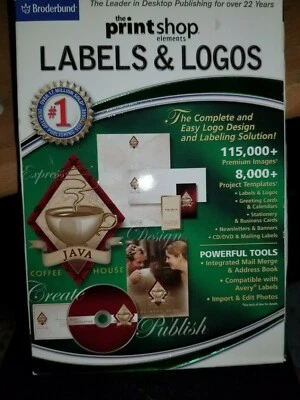 Broderbund
The Leader in Desktop Publishing for over 22 Years
the
printshop
elements
LABELS & LOGOS
#1
The Complete and
Easy Logo Design
and Labeling Solution!
115,000+
Premium Images
8,000+
Project Templates
• Labels & Logos
• Greeting Cards
& Calendars
• Stationery
& Business Cards
• Newsletters & Banners
• CD/DVD & Mailing Labels
POWERFUL TOOLS
• Integrated Mail Merge
& Address Book
• Compatible with
Avery Labels
• Import & Edit Photos
Express
JAVA
COFFEE HOUSE
Design
Create
Publish